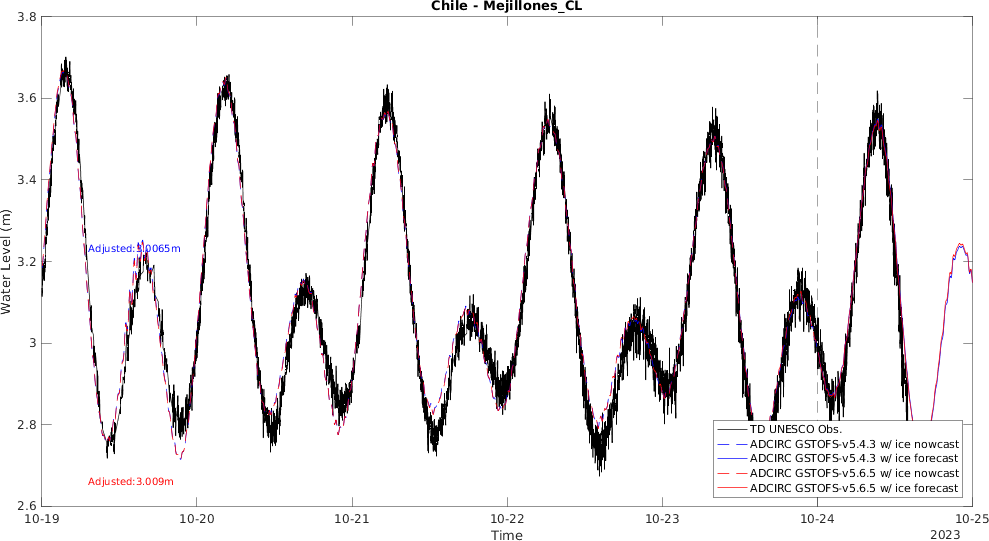 Chile - Mejillones_CL
3.8
3.6
3.4
3.2
3
2.8
2.6
Water Level (m)
Adjusted:3.0065m
Adjusted:3.009m
TD UNESCO Obs.
ADCIRC GSTOFS-v5.4.3 w/ ice nowcast
ADCIRC GSTOFS-v5.4.3 w/ ice forecast
ADCIRC GSTOFS-v5.6.5 w/ ice nowcast
ADCIRC GSTOFS-v5.6.5 w/ ice forecast
10-19 10-20 10-21 10-22 10-23 10-24 10-25
Time
2023